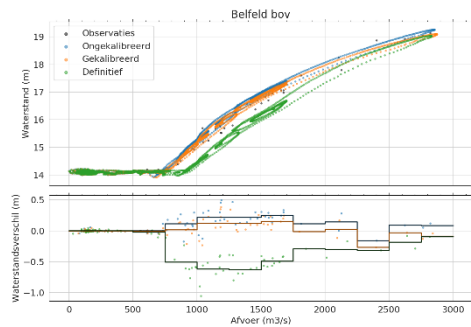 Belfeld bov
Waterstand (m)
19
18
17
16
15
14
Observaties
Ongekalibreerd
Gekalibreerd
Definitief
Waterstandsverschil (m)
0.5
0.0
−0.5
−1.0
0 500 1000 1500 2000 2500 3000
Afvoer (m3/s)